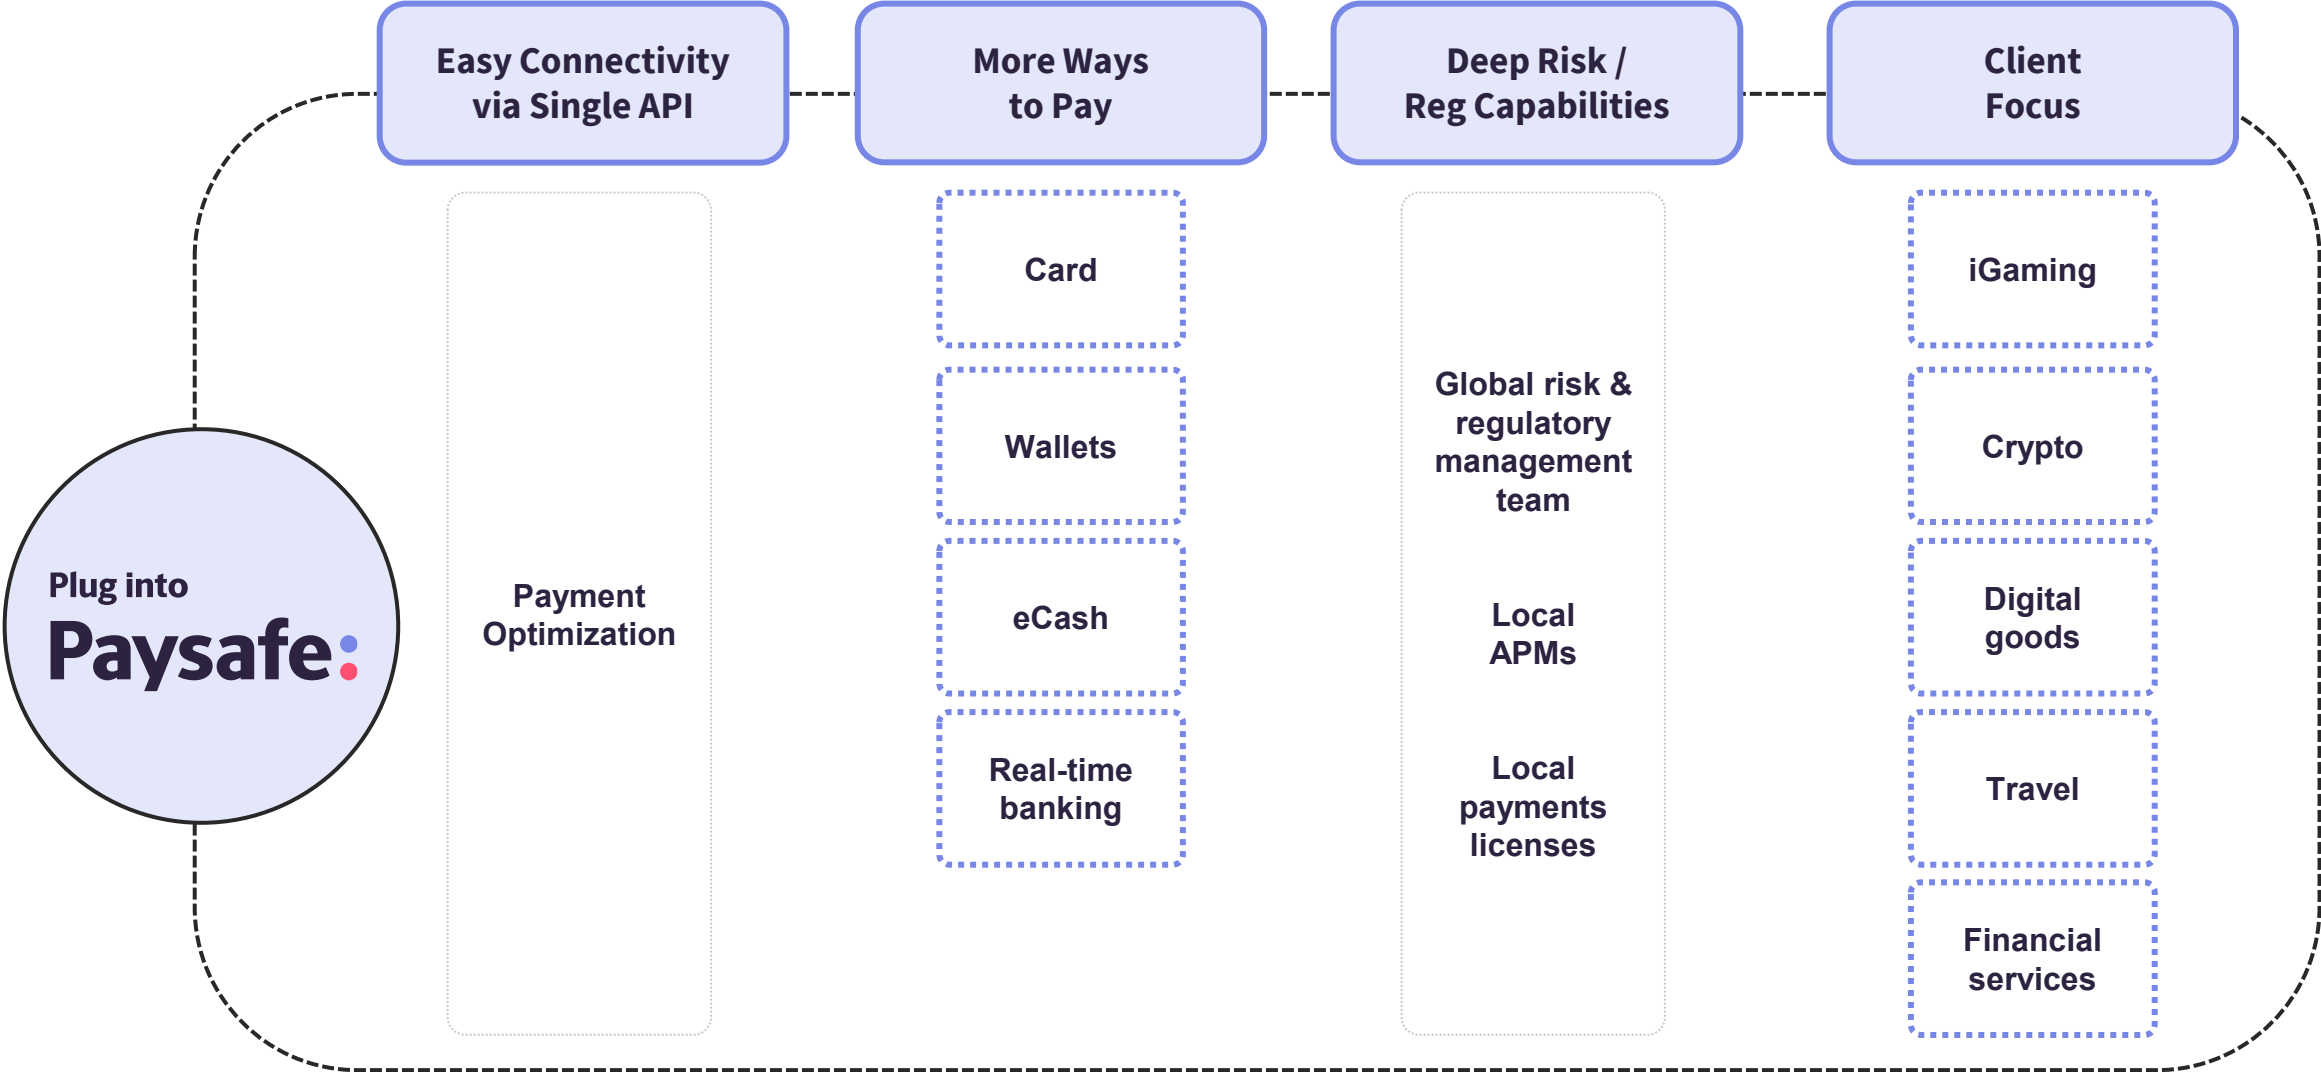 Easy Connectivity
via Single API
More Ways
to Pay
Deep Risk /
Reg Capabilities
Client
Focus
Plug into
Paysafe:
Payment
Optimization
Card
Wallets
eCash
Real-time
banking
Global risk &
regulatory
management
team
Local
APMs
Local
payments
licenses
iGaming
Crypto
Digital
goods
Travel
Financial
services